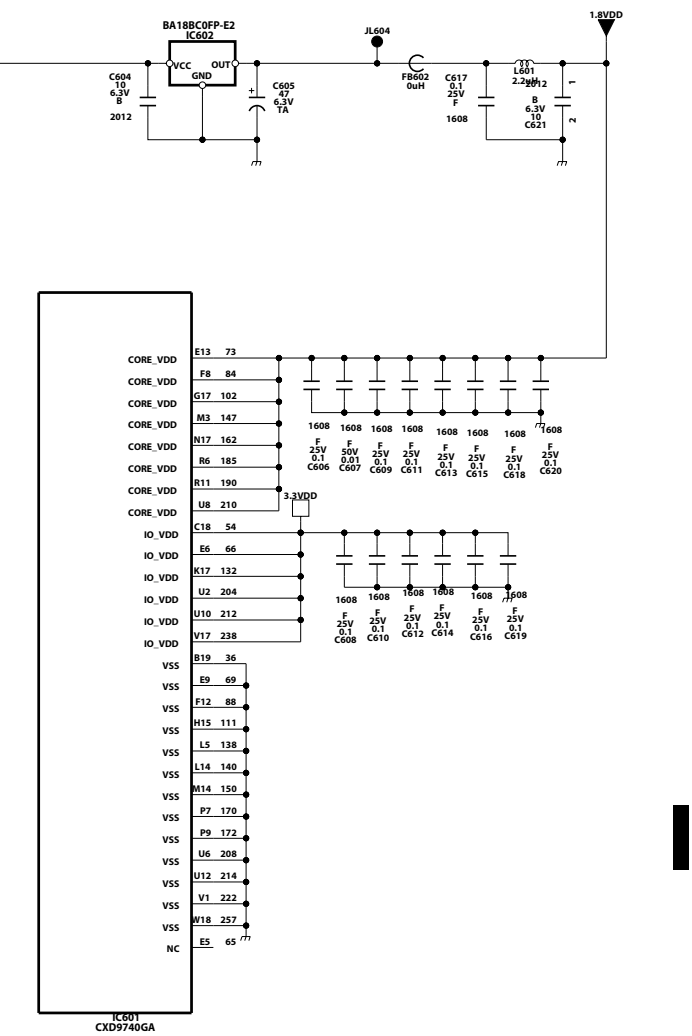 1.8VDD
BA18BC0FP-E2
IC602
VCC
OUT
GND
C604
10
6.3V
B
2012
+
C605
47
6.3V
TA
JL604
FB602
0uH
C617
0.1
25V
F
1608
L601
2.2uH
2012
B
6.3V
10
C621
1
2
CORE_VDD E13 73
CORE_VDD F8 84
CORE_VDD G17 102
CORE_VDD M3 147
CORE_VDD N17 162
CORE_VDD R6 185
CORE_VDD R11 190
CORE_VDD U8 210
1608 1608 1608 1608 1608 1608 1608 1608
F F F F F F F F
25V 50V 25V 25V 25V 25V 25V 25V
0.1 0.01 0.1 0.1 0.1 0.1 0.1 0.1
C606 C607 C609 C611 C613 C615 C618 C620
3.3VDD
IO_VDD C18 54
IO_VDD E6 66
IO_VDD K17 132
IO_VDD U2 204
IO_VDD U10 212
IO_VDD V17 238
1608 1608 1608 1608 1608 1608
F F F F F F
25V 25V 25V 25V 25V 25V
0.1 0.1 0.1 0.1 0.1 0.1
C608 C610 C612 C614 C616 C619
VSS B19 36
VSS E9 69
VSS F12 88
VSS H15 111
VSS L5 138
VSS L14 140
VSS M14 150
VSS P7 170
VSS P9 172
VSS U6 208
VSS U12 214
VSS V1 222
VSS W18 257
NC E5 65
IC601
CXD9740GA